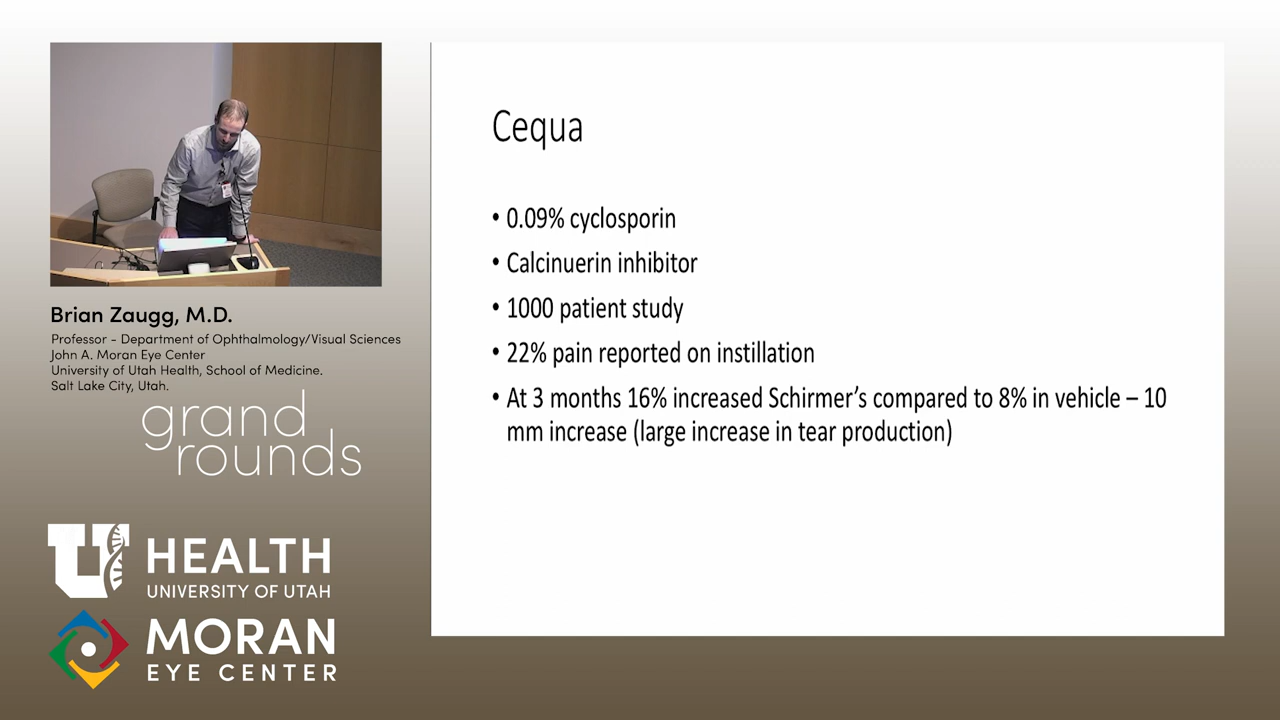 Cequa
• 0.09% cyclosporin
• Calcinuerin inhibitor
• 1000 patient study
• 22% pain reported on instillation
• At 3 months 16% increased Schirmer’s compared to 8% in vehicle – 10
mm increase (large increase in tear production)
Brian Zaugg, M.D.
Professor - Department of Ophthalmology/Visual Sciences
John A. Moran Eye Center
University of Utah Health, School of Medicine.
Salt Lake City, Utah.
grand
rounds
U HEALTH
UNIVERSITY OF UTAH
MORAN
EYE CENTER